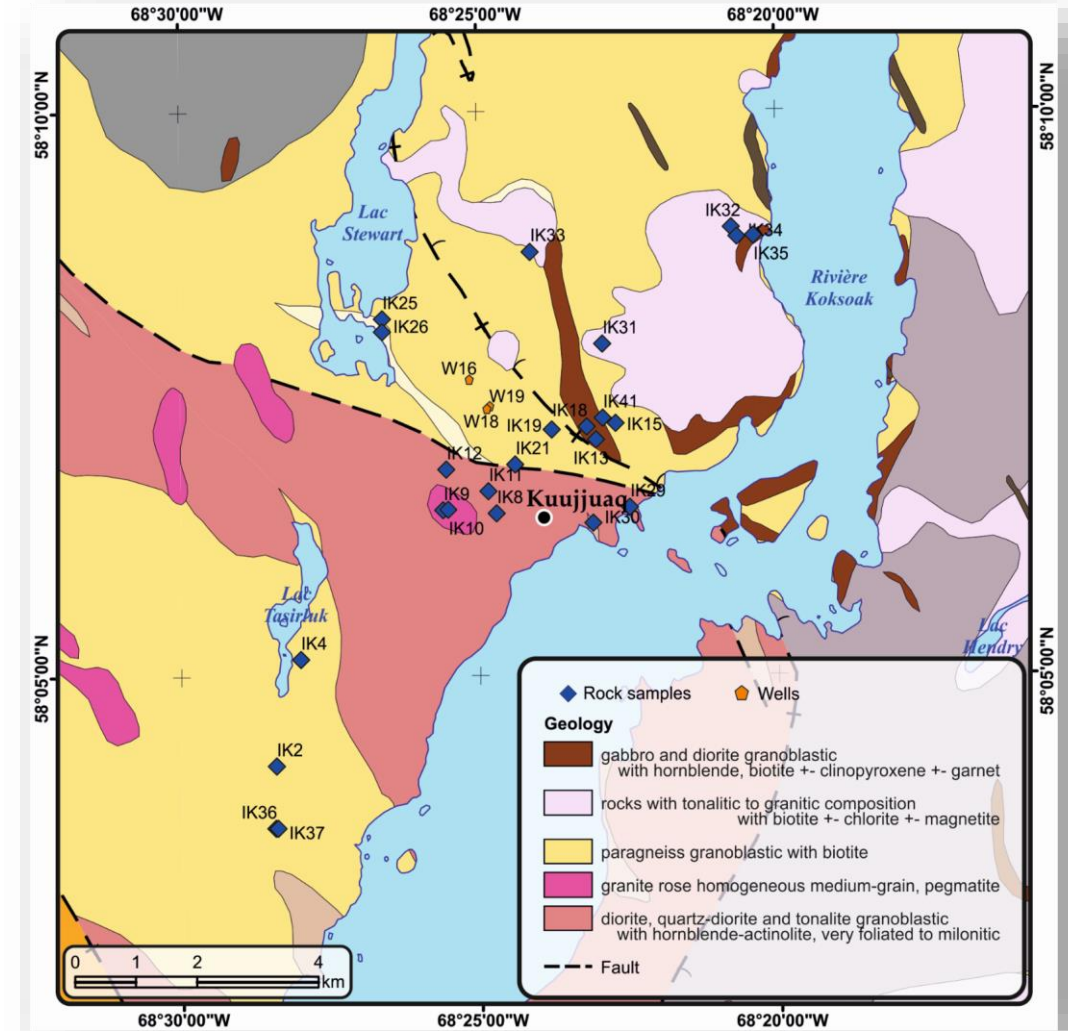 68°30'00"W
68°25'00"W
68°20'00"W
58°10'00"N
58°10'00"N
Lac
Stewart
IK32
IK34
IK35
IK33
Rivière
Koksoak
IK25
IK26
IK31
W16
W19
W18
IK41
IK18
IK19
IK15
IK13
IK21
IK12
IK11
IK29
IK9
IK8
Kuujjuaq
IK30
IK10
Lac
Tasirluk
Lac
Hendry
IK4
58°05'00"N
58°05'00"N
Rock samples
Wells
Geology
gabbro and diorite granoblastic
with hornblende, biotite +- clinopyroxene +- garnet
rocks with tonalitic to granitic composition
with biotite +- chlorite +- magnetite
paragneiss granoblastic with biotite
granite rose homogeneous medium-grain, pegmatite
diorite, quartz-diorite and tonalite granoblastic
with hornblende-actinolite, very foliated to milonitic
Fault
IK2
IK36
IK37
0 1 2 4
km
68°30'00"W
68°25'00"W
68°20'00"W